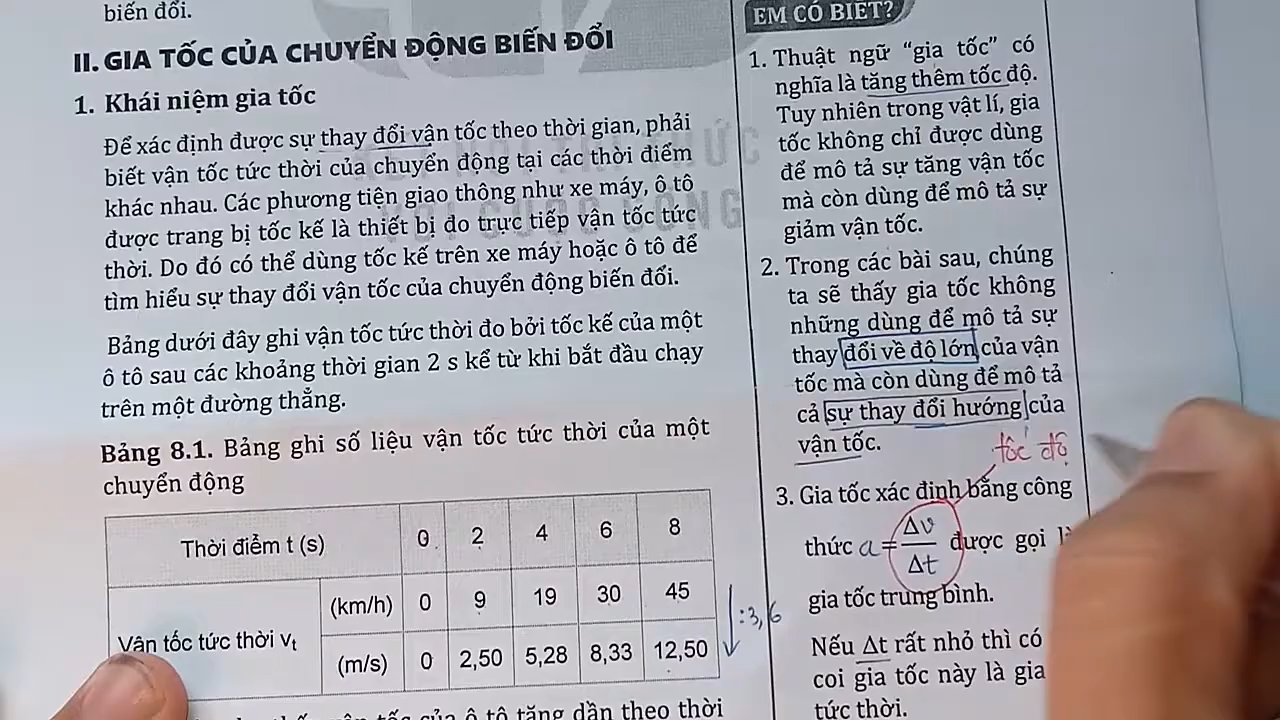 biến đổi.
II. GIA TỐC CỦA CHUYỂN ĐỘNG BIẾN ĐỔI
1. Khái niệm gia tốc
Để xác định được sự thay đổi vận tốc theo thời gian, phải
biết vận tốc tức thời của chuyển động tại các thời điểm
khác nhau. Các phương tiện giao thông như xe máy, ô tô
được trang bị tốc kế là thiết bị đo trực tiếp vận tốc tức
thời. Do đó có thể dùng tốc kế trên xe máy hoặc ô tô để
tìm hiểu sự thay đổi vận tốc của chuyển động biến đổi.
Bảng dưới đây ghi vận tốc tức thời đo bởi tốc kế của một
ô tô sau các khoảng thời gian 2 s kể từ khi bắt đầu chạy
trên một đường thẳng.
Bảng 8.1. Bảng ghi số liệu vận tốc tức thời của một
chuyển động
Thời điểm t (s) 0 2 4 6 8
Vận tốc tức thời vt (km/h) 0 9 19 30 45
(m/s) 0 2,50 5,28 8,33 12,50
:3,6
tốc của ô tô tăng dần theo thời
EM CÓ BIẾT?
1. Thuật ngữ “gia tốc” có
nghĩa là tăng thêm tốc độ.
Tuy nhiên trong vật lí, gia
tốc không chỉ được dùng
để mô tả sự tăng vận tốc
mà còn dùng để mô tả sự
giảm vận tốc.
2. Trong các bài sau, chúng
ta sẽ thấy gia tốc không
những dùng để mô tả sự
thay đổi về độ lớn của vận
tốc mà còn dùng để mô tả
cả sự thay đổi hướng của
vận tốc.
tốc độ
3. Gia tốc xác định bằng công
thức a = Δv/Δt được gọi
gia tốc trung bình.
Nếu Δt rất nhỏ thì có
coi gia tốc này là gia
tức thời.